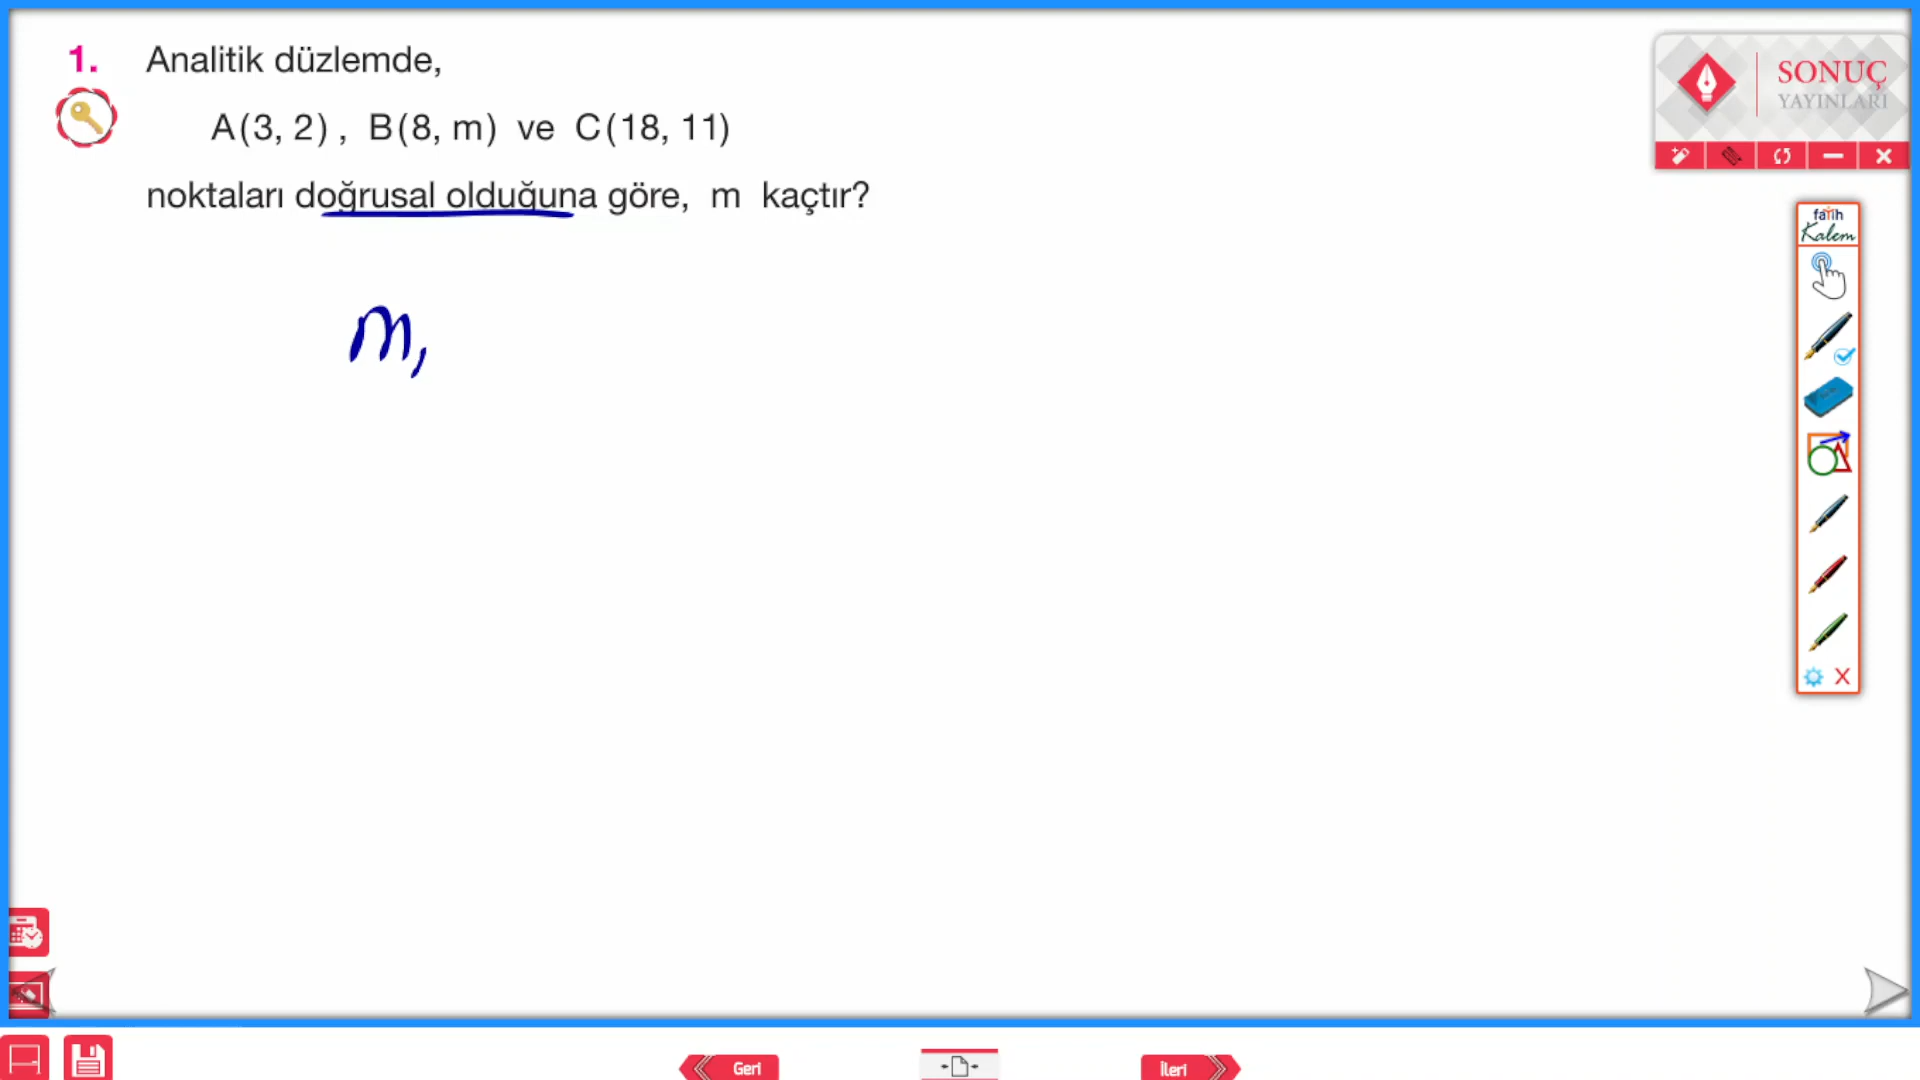 1. Analitik düzlemde,
A(3, 2) , B(8, m) ve C(18, 11)
noktaları doğrusal olduğuna göre, m kaçtır?
m,
SONUÇ
YAYINLARI
fatih
Kalem
Geri
İleri